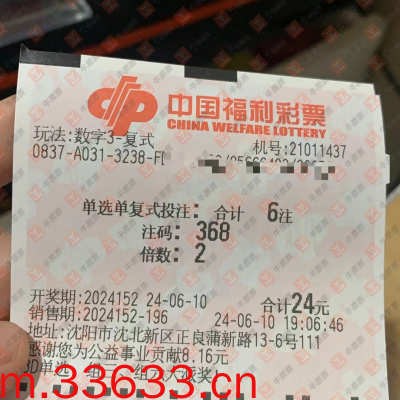 中国福利彩票
CHINA WELFARE LOTTERY
玩法：数字3-复式 机号：21011437
0837-A031-3238-F
单选单复式投注：合计 6注
注码：368
倍数：2
开奖期：2024152 24-06-10 合计24元
销售期：2024152-196 24-06-10 19:06:46
地址：沈阳市沈北新区正良蒲新路13-6号111
感谢您为公益事业贡献8.16元
3D单选
m.33633.cn